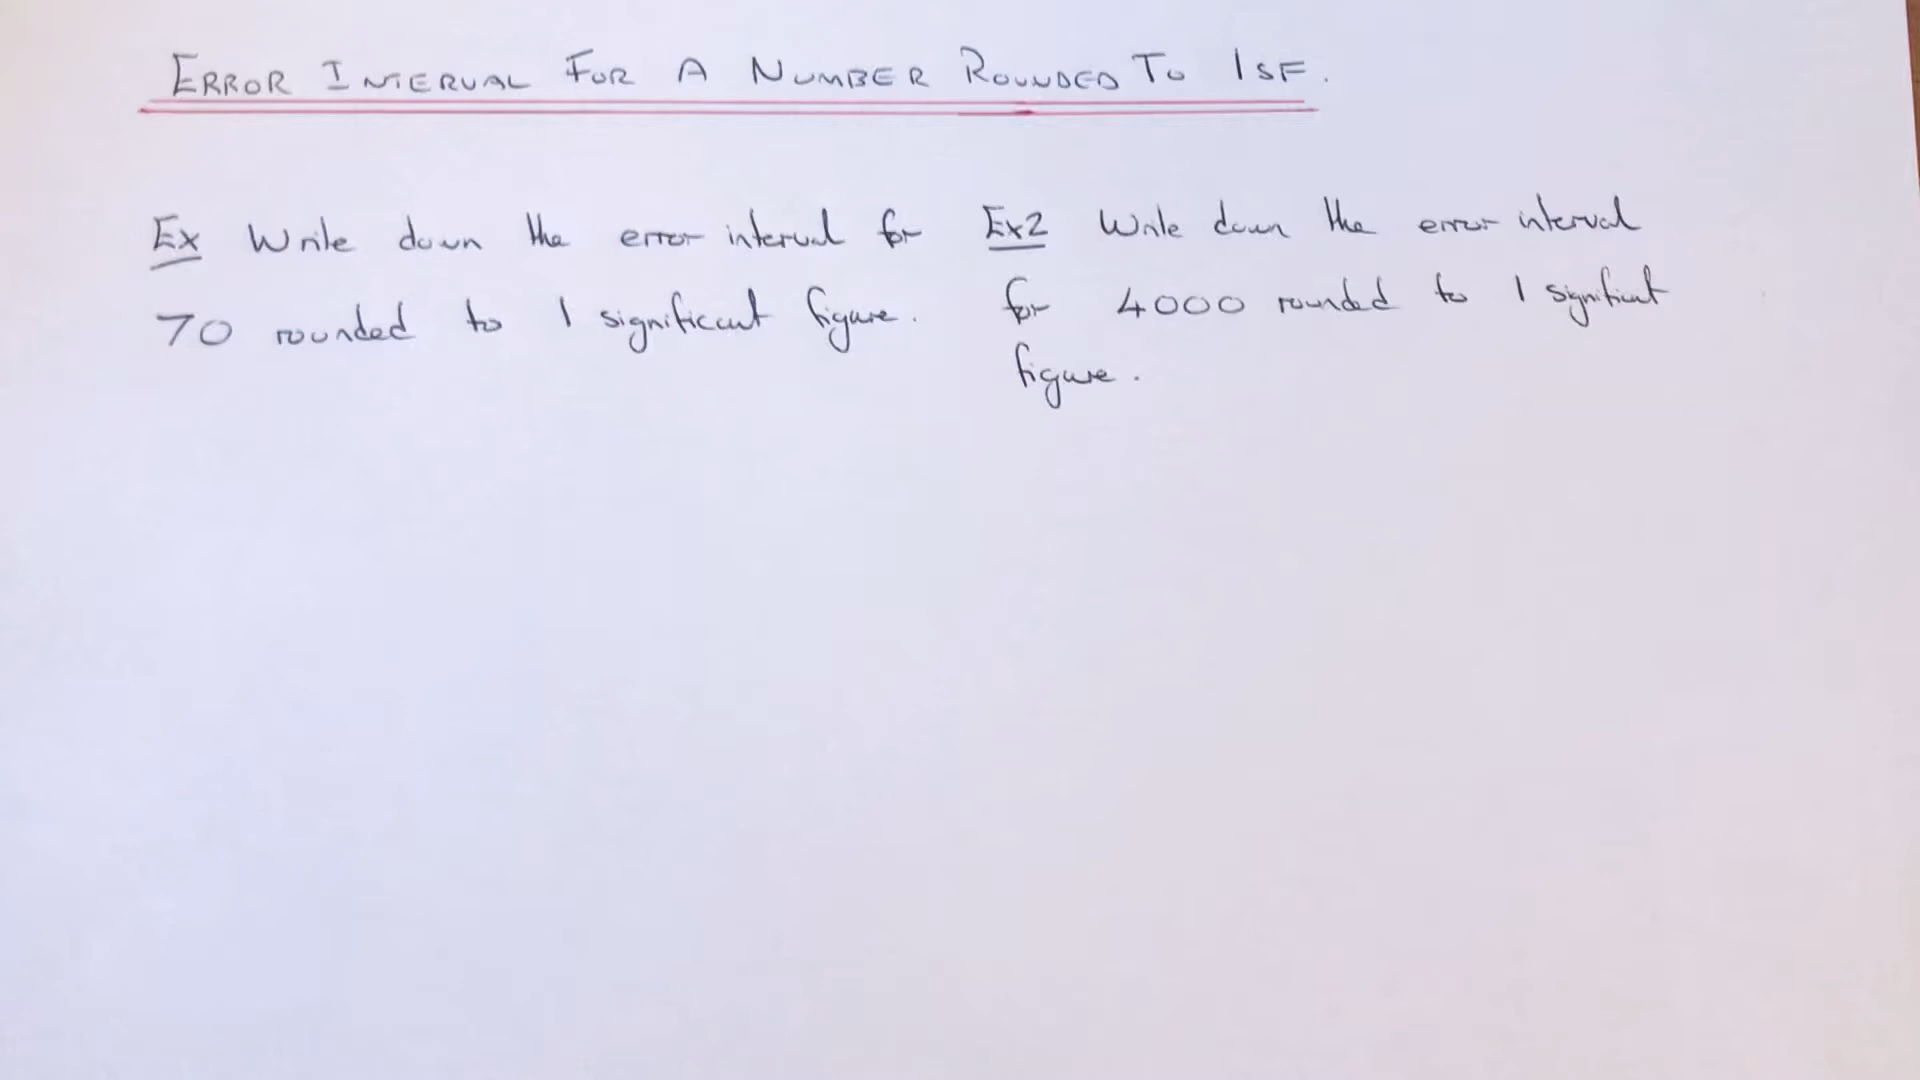 ERROR INTERVAL FOR A NUMBER ROUNDED TO 1SF.
Ex Write down the error interval for
70 rounded to 1 significant figure.
Ex2 Write down the error interval
for 4000 rounded to 1 significant
figure.